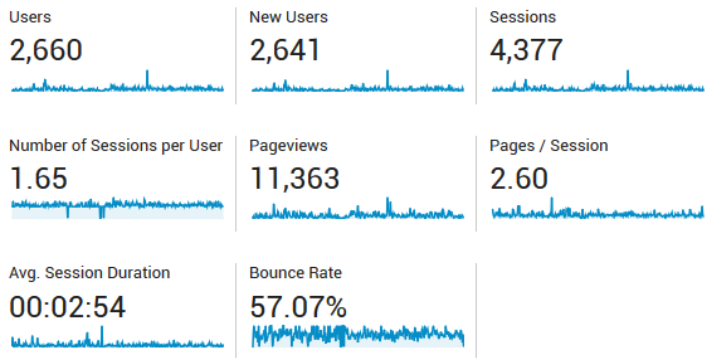 Users
2,660
New Users
2,641
Sessions
4,377
Number of Sessions per User
1.65
Pageviews
11,363
Pages / Session
2.60
Avg. Session Duration
00:02:54
Bounce Rate
57.07%